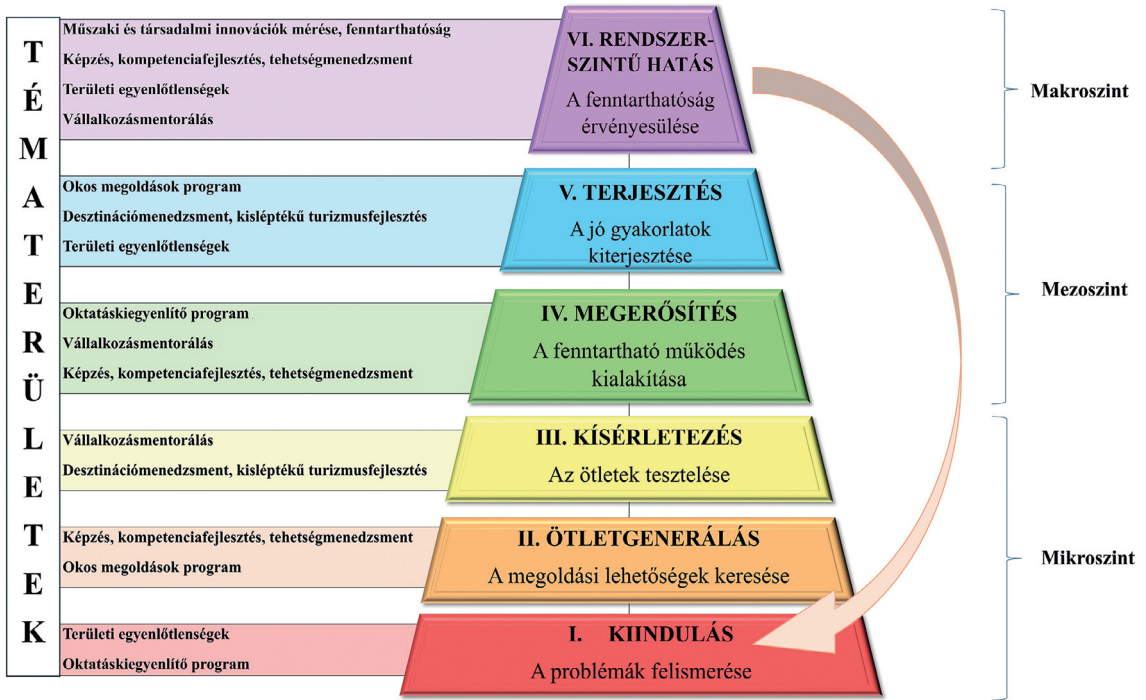 TÉMATERÜLETEK
Műszaki és társadalmi innovációk mérése, fenntarthatóság
Képzés, kompetenciafejlesztés, tehetségmenedzsment
Területi egyenlőtlenségek
Vállalkozásmentorálás
VI. RENDSZER-
SZINTŰ HATÁS
A fenntarthatóság
érvényesülése
Makroszint
Okos megoldások program
Desztinációmenedzsment, kisléptékű turizmusfejlesztés
Területi egyenlőtlenségek
V. TERJESZTÉS
A jó gyakorlatok
kiterjesztése
Mezoszint
Oktatáskiegyenlítő program
Vállalkozásmentorálás
Képzés, kompetenciafejlesztés, tehetségmenedzsment
IV. MEGERŐSÍTÉS
A fenntartható működés
kialakítása
Vállalkozásmentorálás
Desztinációmenedzsment, kisléptékű turizmusfejlesztés
III. KÍSÉRLETEZÉS
Az ötletek tesztelése
Képzés, kompetenciafejlesztés, tehetségmenedzsment
Okos megoldások program
II. ÖTLETGENERÁLÁS
A megoldási lehetőségek keresése
Mikroszint
Területi egyenlőtlenségek
Oktatáskiegyenlítő program
I. KIINDULÁS
A problémák felismerése